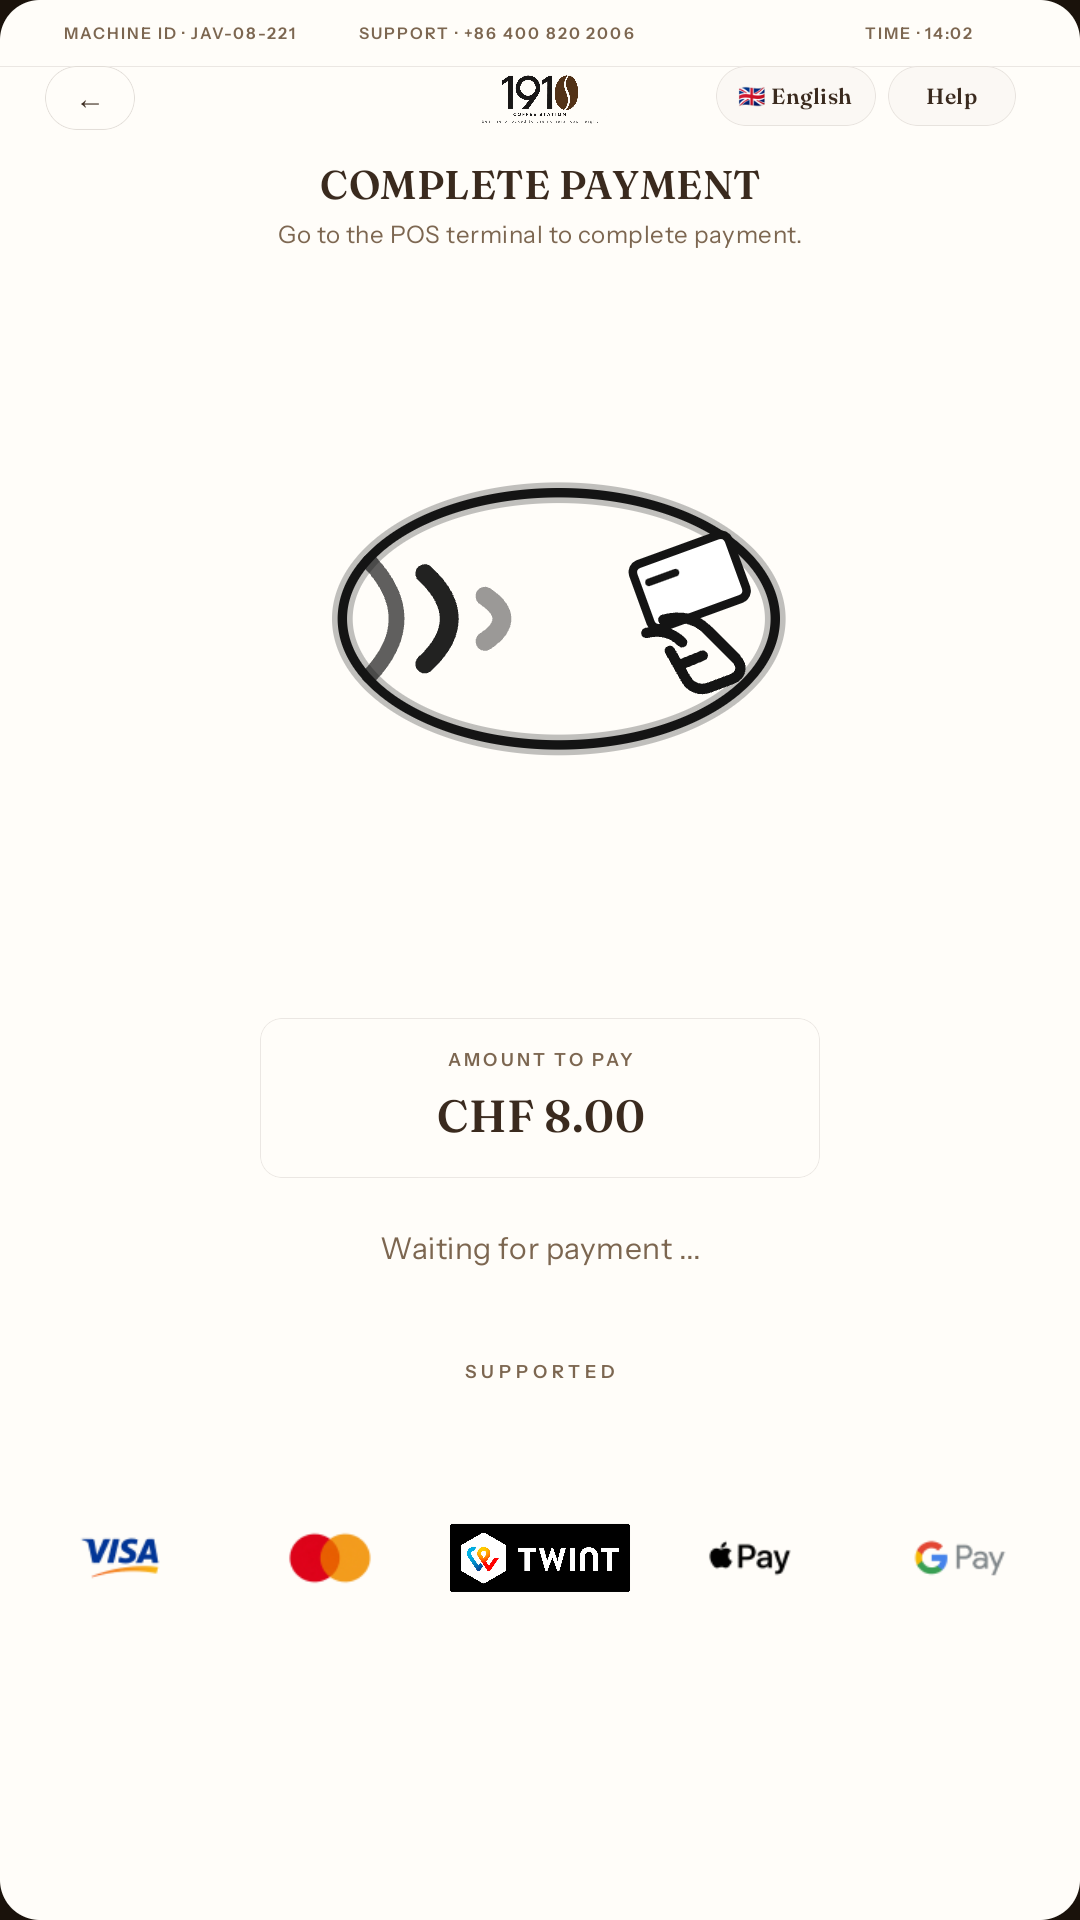 MACHINE ID · JAV-08-221
SUPPORT · +86 400 820 2006
TIME · 14:02
←
1910
COFFEE STATION
🇬🇧 English
Help
COMPLETE PAYMENT
Go to the POS terminal to complete payment.
AMOUNT TO PAY
CHF 8.00
Waiting for payment ...
SUPPORTED
VISA
TWINT
Pay
G Pay